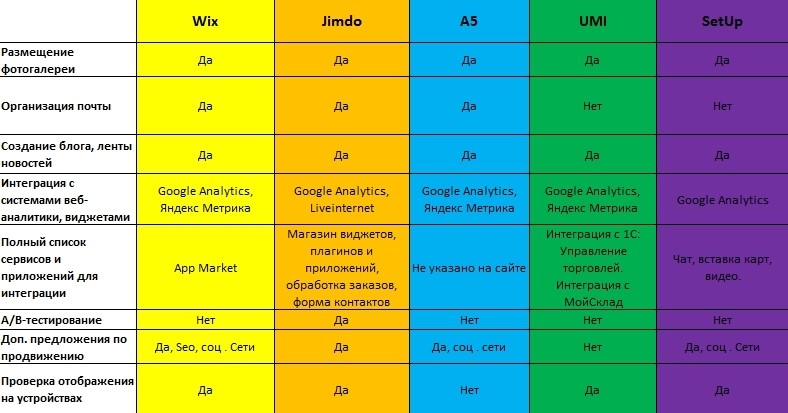 Wix Jimdo A5 UMI SetUp
Размещение
фотогалереи
Да Да Да Да Да
Организация почты Да Да Да Нет Нет
Создание блога, ленты
новостей
Да Да Да Да Да
Интеграция с
системами веб-
аналитики, виджетами
Google Analytics,
Яндекс Метрика
Google Analytics,
Liveinternet
Google Analytics,
Яндекс Метрика
Google Analytics,
Яндекс Метрика
Google Analytics
Полный список
сервисов и
приложений для
интеграции
App Market
Магазин виджетов,
плагинов и
приложений,
обработка заказов,
форма контактов
Не указано на сайте
Интеграция с 1С:
Управление
торговлей.
Интеграция с
МойСклад
Чат, вставка карт,
видео.
A/B-тестирование Нет Да Нет Нет Нет
Доп. предложения по
продвижению
Да, Seo, соц . Сети Да Да, соц . сети Нет Да, соц . Сети
Проверка отображения
на устройствах
Да Да Нет Да Да